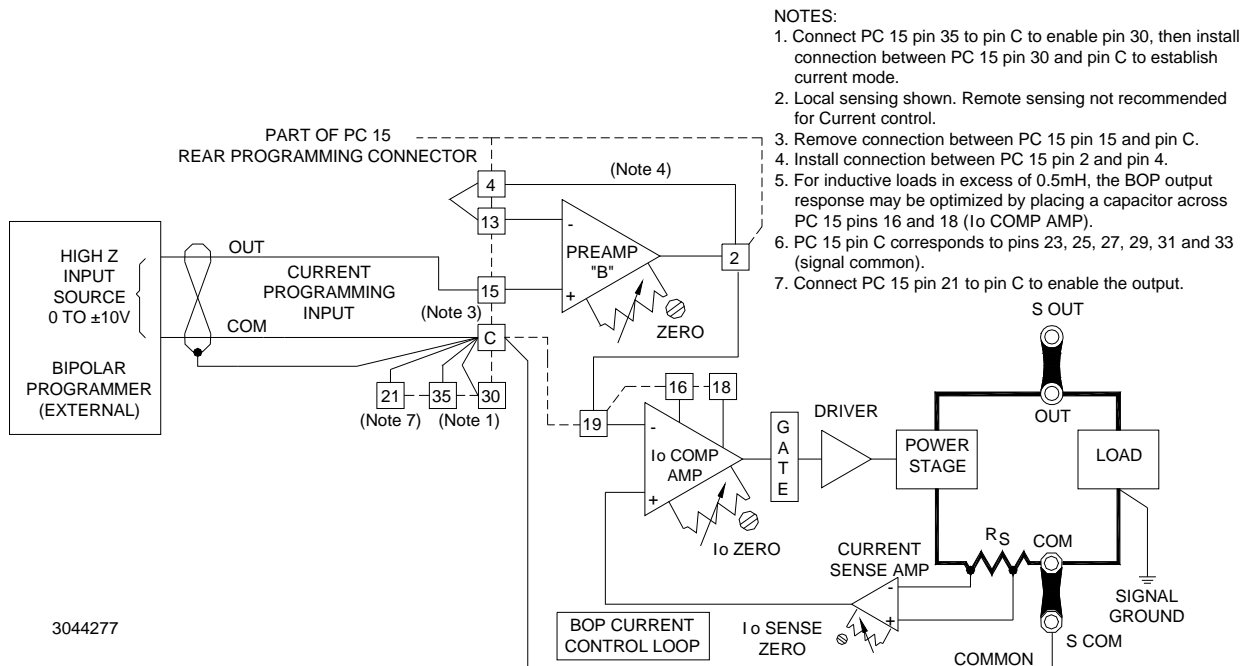 NOTES:
1. Connect PC 15 pin 35 to pin C to enable pin 30, then install
connection between PC 15 pin 30 and pin C to establish
current mode.
2. Local sensing shown. Remote sensing not recommended
for Current control.
3. Remove connection between PC 15 pin 15 and pin C.
4. Install connection between PC 15 pin 2 and pin 4.
5. For inductive loads in excess of 0.5mH, the BOP output
response may be optimized by placing a capacitor across
PC 15 pins 16 and 18 (Io COMP AMP).
6. PC 15 pin C corresponds to pins 23, 25, 27, 29, 31 and 33
(signal common).
7. Connect PC 15 pin 21 to pin C to enable the output.
PART OF PC 15
REAR PROGRAMMING CONNECTOR
(Note 4)
4
13
-
PREAMP
"B"
+
2
ZERO
HIGH Z
INPUT
SOURCE
0 TO ±10V
BIPOLAR
PROGRAMMER
(EXTERNAL)
OUT
CURRENT
PROGRAMMING
INPUT
COM
15
(Note 3)
C
21
35
30
(Note 7)
(Note 1)
19
16
18
-
Io COMP
AMP
+
Io ZERO
GATE
DRIVER
POWER
STAGE
S OUT
OUT
LOAD
RS
COM
CURRENT
SENSE AMP
-
+
Io SENSE
ZERO
SIGNAL
GROUND
S COM
COMMON
BOP CURRENT
CONTROL LOOP
3044277